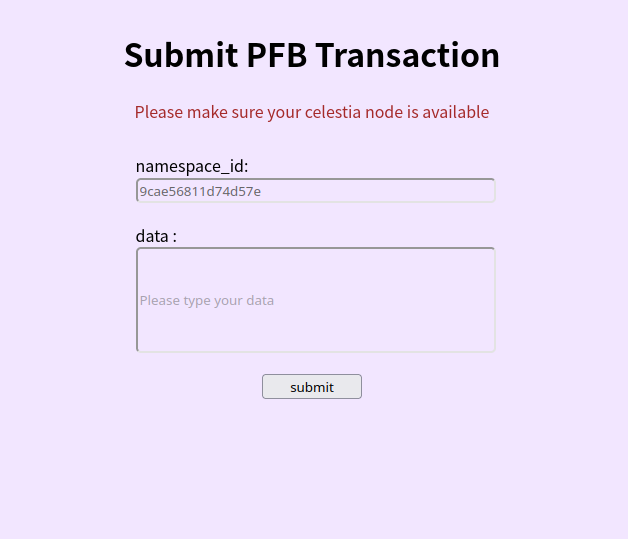 Submit PFB Transaction
Please make sure your celestia node is available
namespace_id:
9cae56811d74d57e
data :
Please type your data
submit